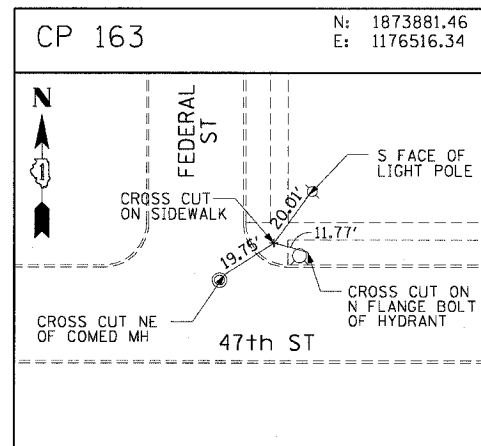 CP 163
N: 1873881.46
E: 1176516.34
N
FEDERAL
ST
S FACE OF
LIGHT POLE
CROSS CUT
ON SIDEWALK
20.01'
11.77'
19.75'
CROSS CUT ON
N FLANGE BOLT
OF HYDRANT
CROSS CUT NE
OF COMED MH
47th ST